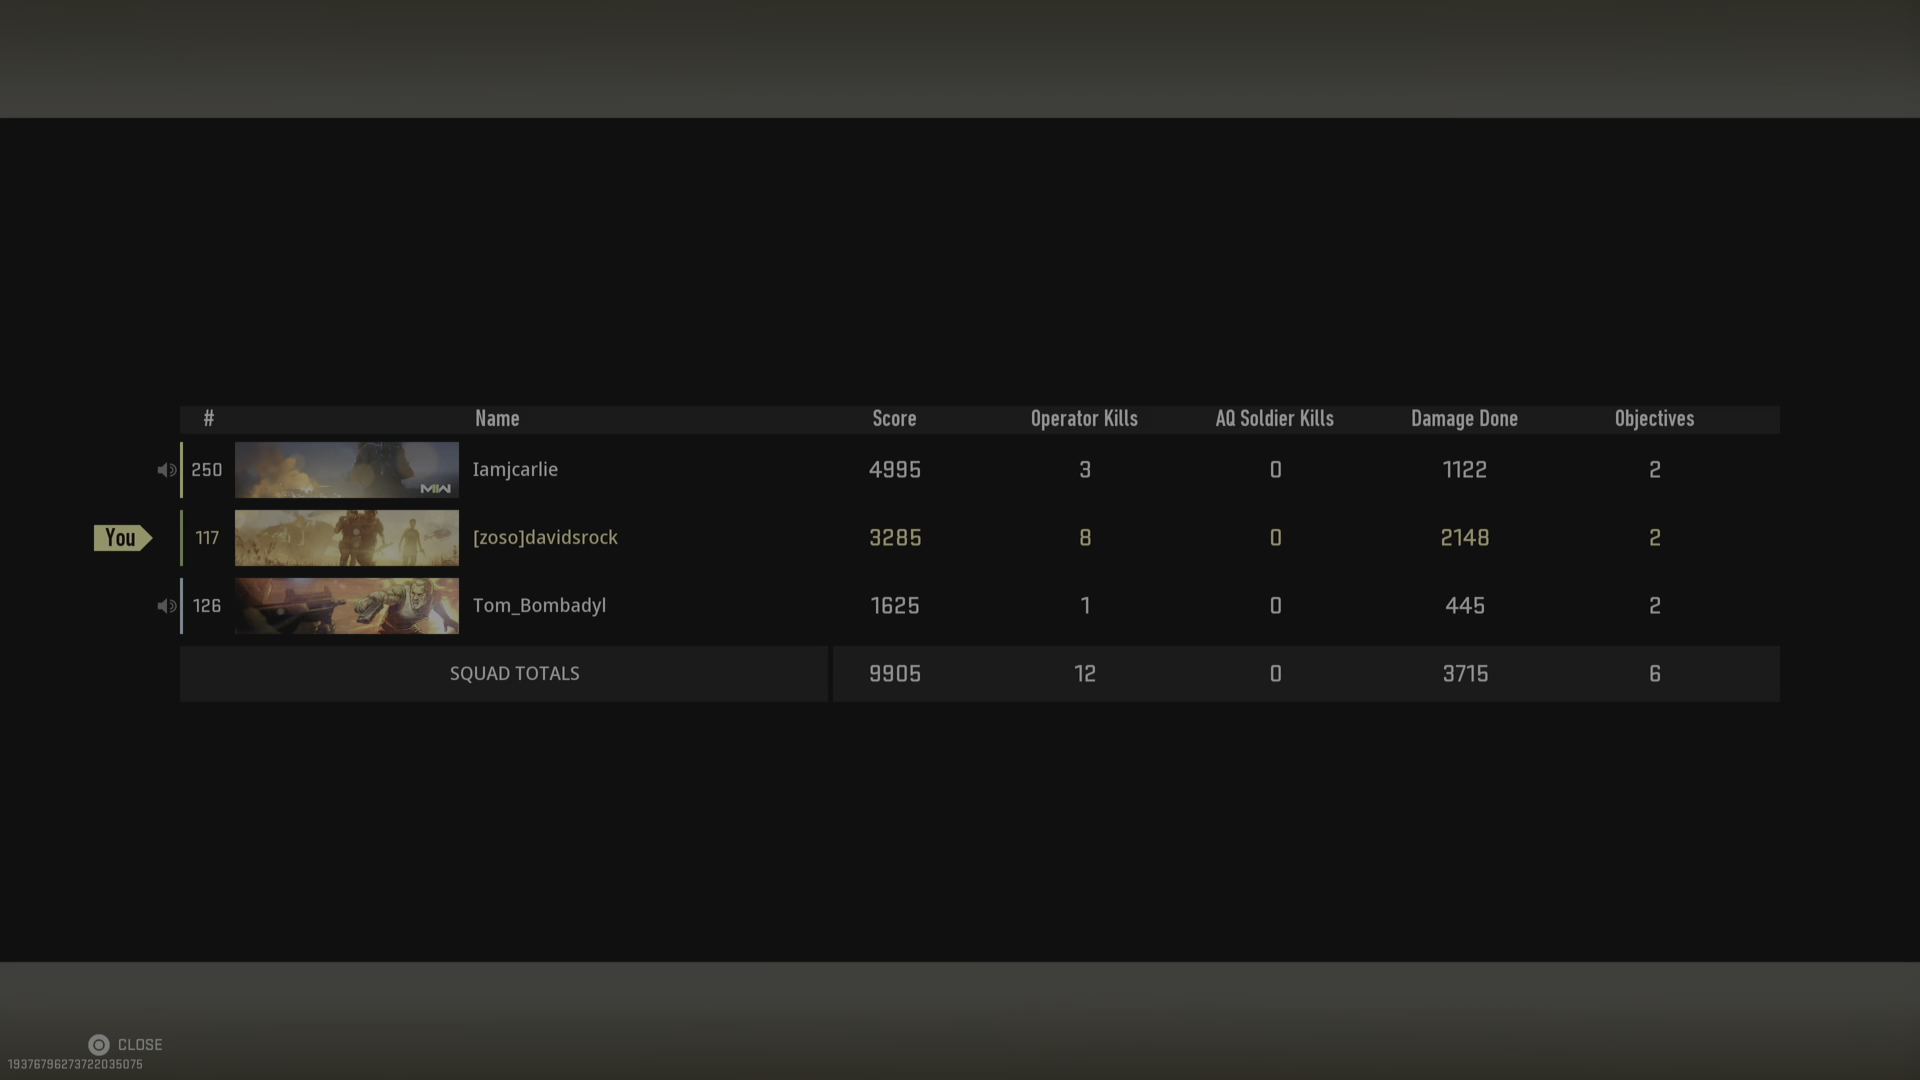 # Name Score Operator Kills AQ Soldier Kills Damage Done Objectives
250 MW Iamjcarlie 4995 3 0 1122 2
You 117 [zoso]davidsrock 3285 8 0 2148 2
126 Tom_Bombadyl 1625 1 0 445 2
SQUAD TOTALS 9905 12 0 3715 6
CLOSE
19376796273722035075